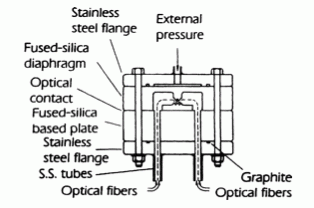 Stainless
steel flange
External
pressure
Fused-silica
diaphragm
Optical
contact
Fused-silica
based plate
Stainless
steel flange
S.S. tubes
Optical fibers
Graphite
Optical fibers